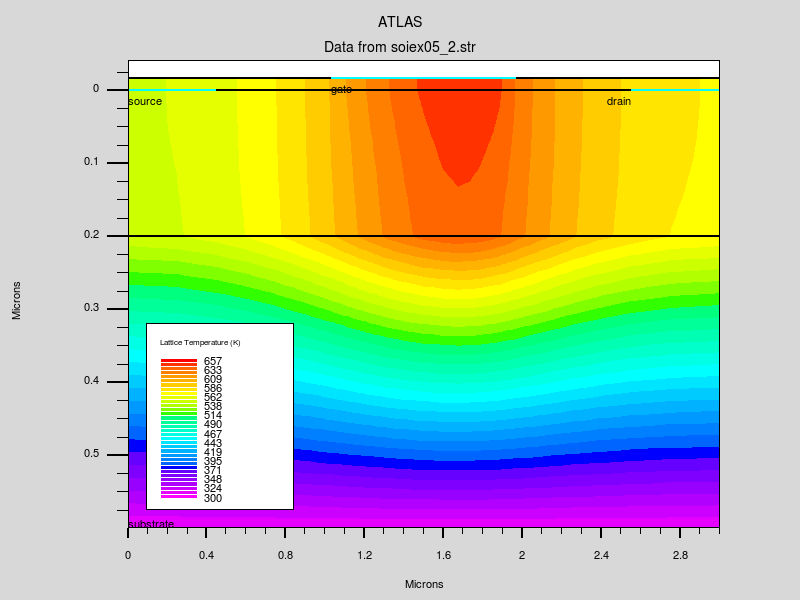 ATLAS
Data from soiex05_2.str
0
source
gate
drain
0.1
0.2
0.3
0.4
0.5
Microns
Lattice Temperature (K)
657
633
609
586
562
538
514
490
467
443
419
395
371
348
324
300
substrate
0 0.4 0.8 1.2 1.6 2 2.4 2.8
Microns